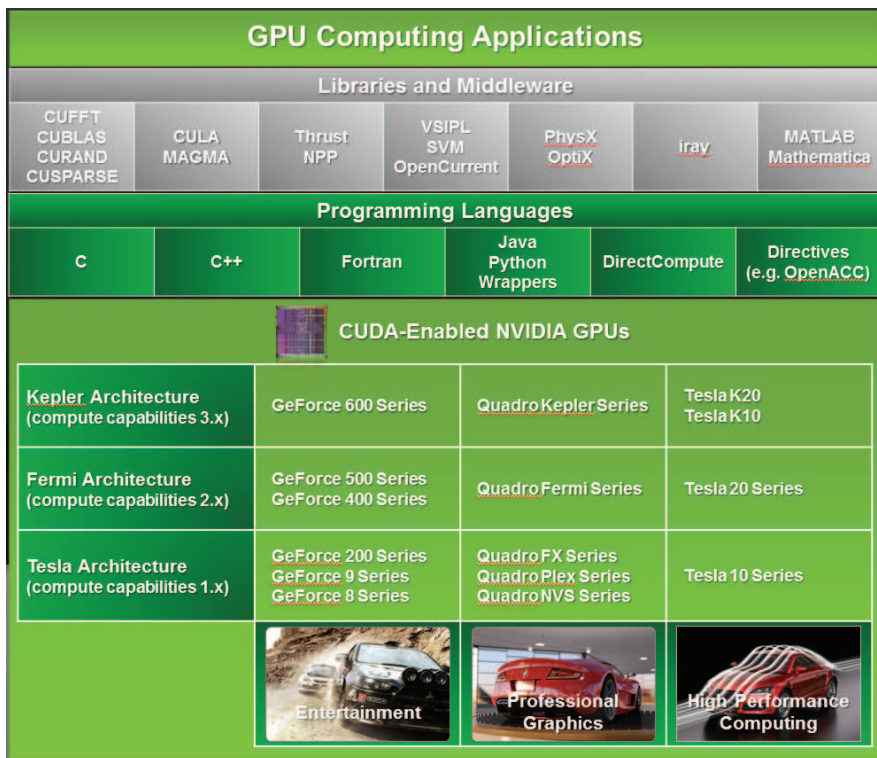 GPU Computing Applications
Libraries and Middleware
CUFFT
CUBLAS
CURAND
CUSPARSE
CULA
MAGMA
Thrust
NPP
VSIPL
SVM
OpenCurrent
PhysX
OptiX
iray
MATLAB
Mathematica
Programming Languages
C
C++
Fortran
Java
Python
Wrappers
DirectCompute
Directives
(e.g. OpenACC)
CUDA-Enabled NVIDIA GPUs
Kepler Architecture
(compute capabilities 3.x)
GeForce 600 Series
Quadro Kepler Series
Tesla K20
Tesla K10
Fermi Architecture
(compute capabilities 2.x)
GeForce 500 Series
GeForce 400 Series
Quadro Fermi Series
Tesla 20 Series
Tesla Architecture
(compute capabilities 1.x)
GeForce 200 Series
GeForce 9 Series
GeForce 8 Series
Quadro FX Series
Quadro Plex Series
Quadro NVS Series
Tesla 10 Series
Entertainment
Professional
Graphics
High Performance
Computing